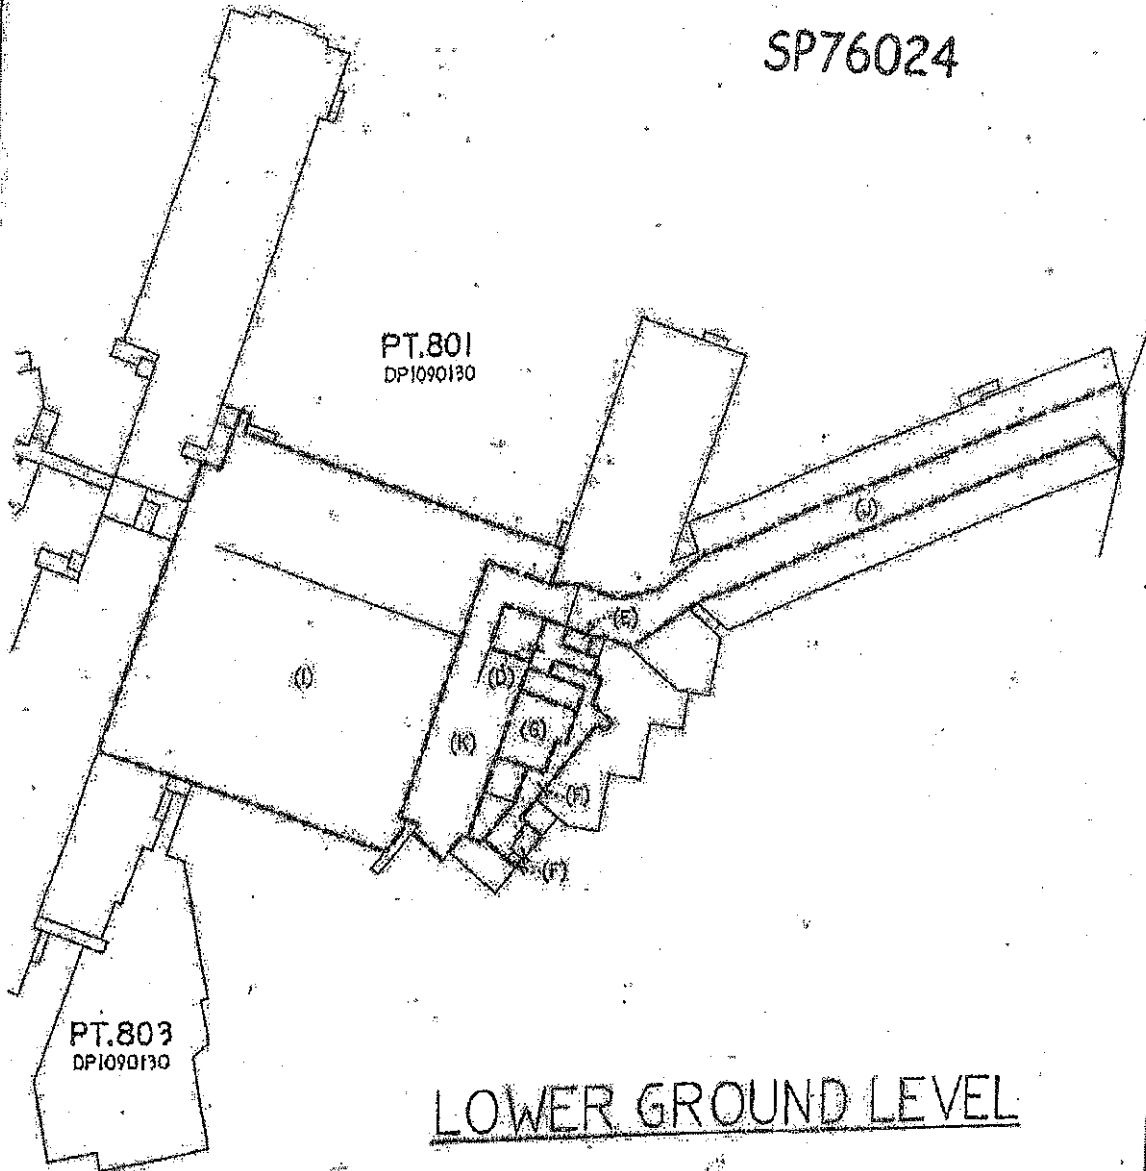 SP76024
PT.801
DP1090130
(J)
(E)
(I)
(D)
(K)
(G)
(F)
PT.803
DP1090130
LOWER GROUND LEVEL